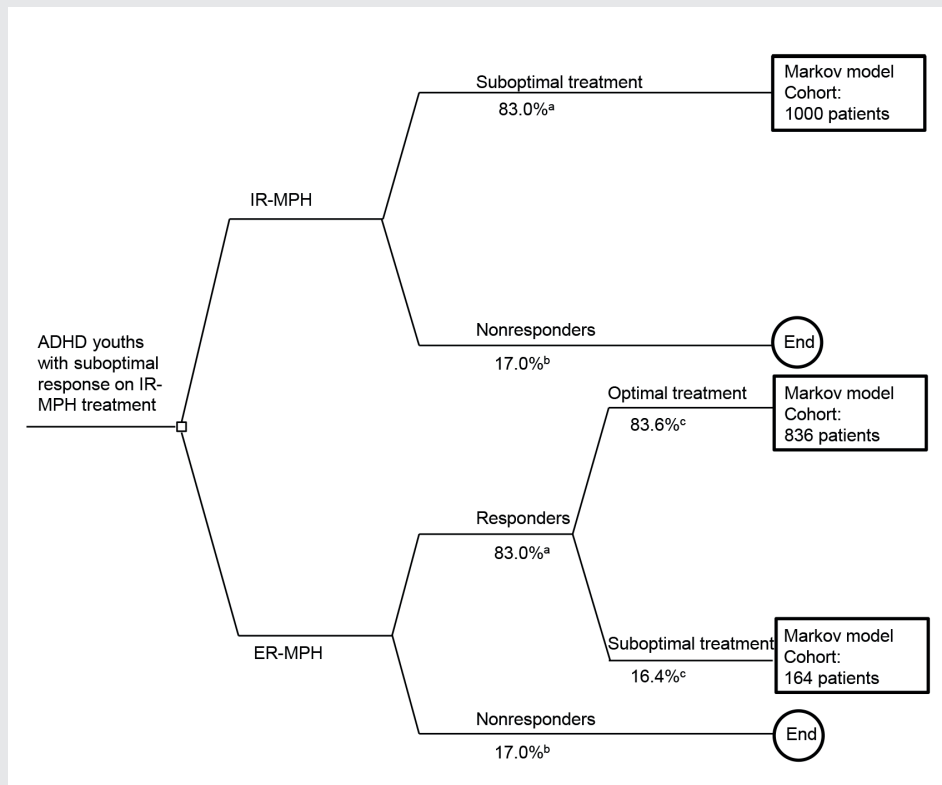 Suboptimal treatment
83.0%ᵃ
Markov model
Cohort:
1000 patients
IR-MPH
Nonresponders
17.0%ᵇ
End
ADHD youths
with suboptimal
response on IR-
MPH treatment
Optimal treatment
83.6%ᶜ
Markov model
Cohort:
836 patients
Responders
83.0%ᵃ
ER-MPH
Suboptimal treatment
16.4%ᶜ
Markov model
Cohort:
164 patients
Nonresponders
17.0%ᵇ
End